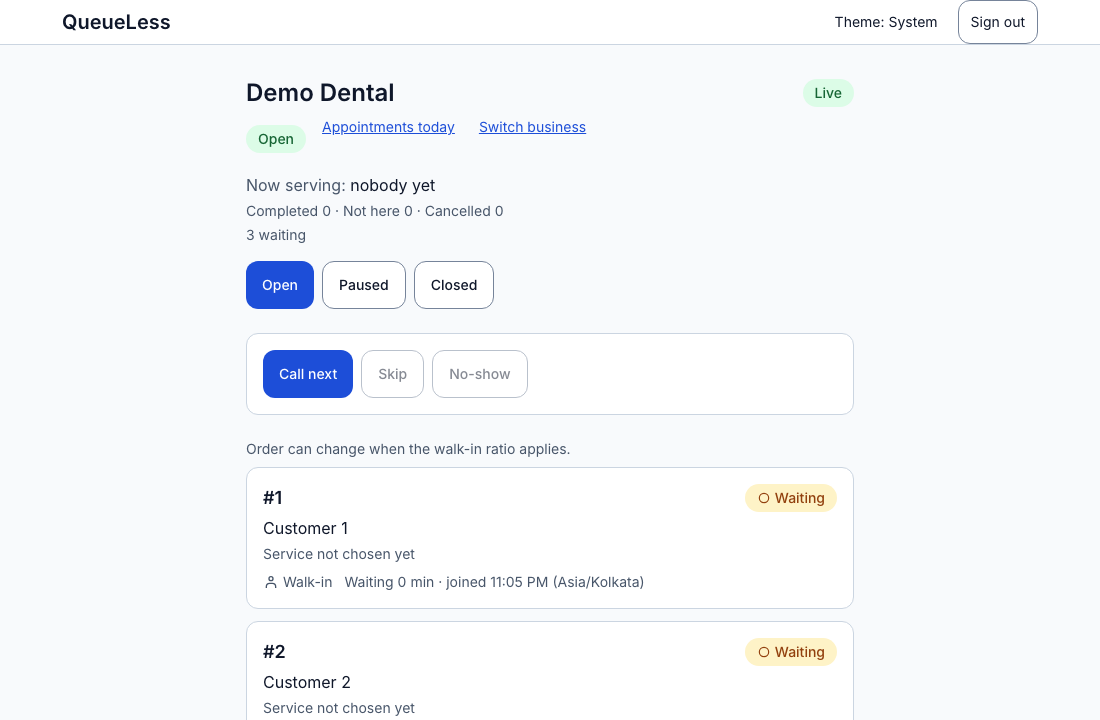 QueueLess
Theme: System
Sign out
Demo Dental
Live
Open
Appointments today
Switch business
Now serving: nobody yet
Completed 0 · Not here 0 · Cancelled 0
3 waiting
Open
Paused
Closed
Call next
Skip
No-show
Order can change when the walk-in ratio applies.
#1
Waiting
Customer 1
Service not chosen yet
Walk-in
Waiting 0 min · joined 11:05 PM (Asia/Kolkata)
#2
Waiting
Customer 2
Service not chosen yet